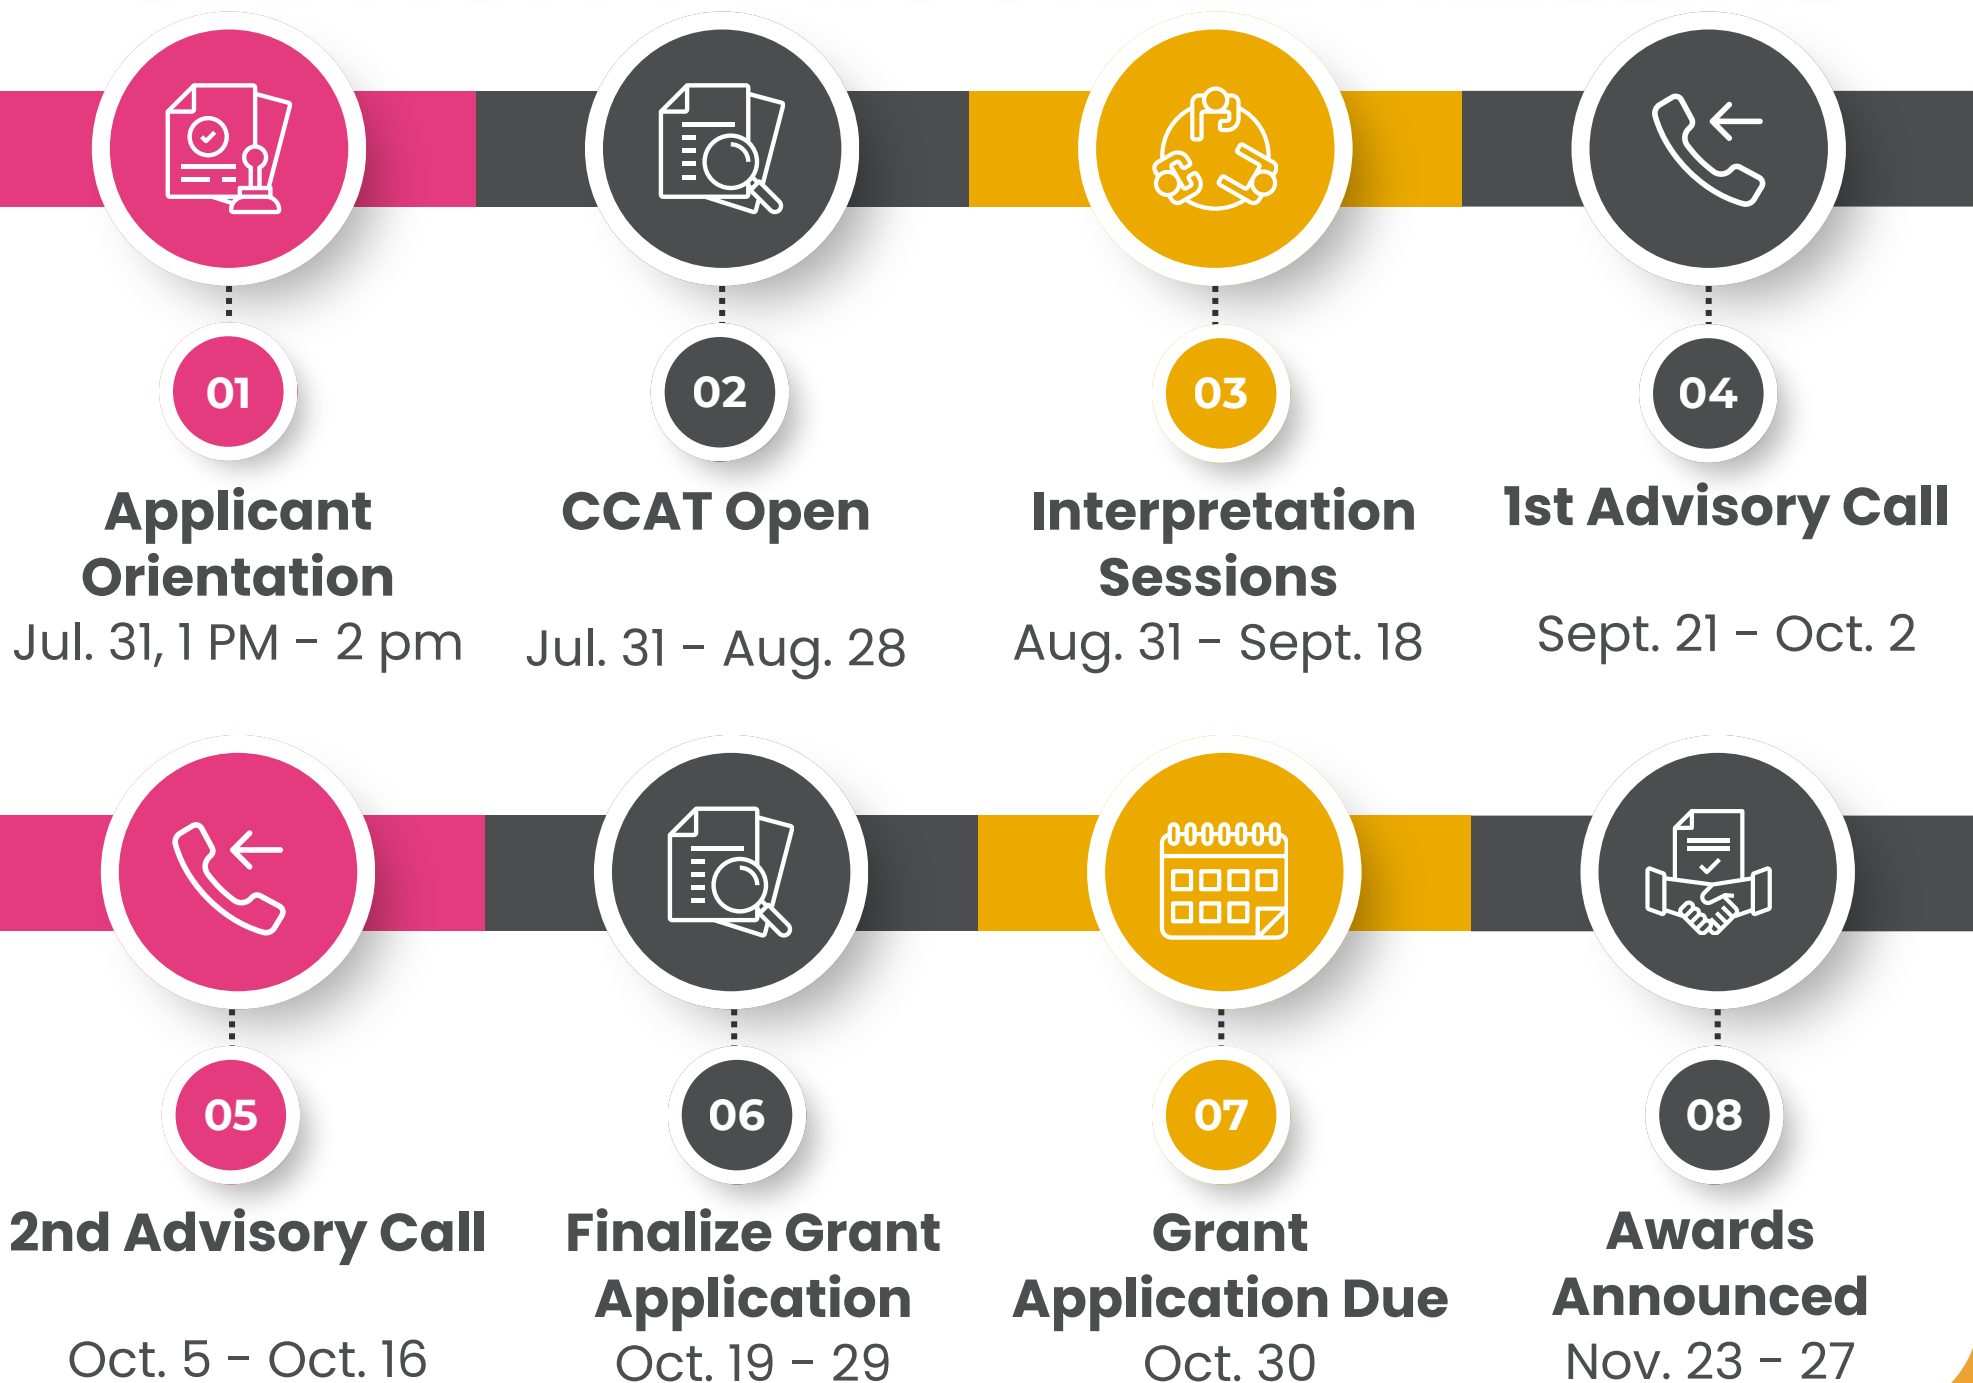 01
Applicant
Orientation
Jul. 31, 1 PM - 2 pm
02
CCAT Open
Jul. 31 - Aug. 28
03
Interpretation
Sessions
Aug. 31 - Sept. 18
04
1st Advisory Call
Sept. 21 - Oct. 2
05
2nd Advisory Call
Oct. 5 - Oct. 16
06
Finalize Grant
Application
Oct. 19 - 29
07
Grant
Application Due
Oct. 30
08
Awards
Announced
Nov. 23 - 27